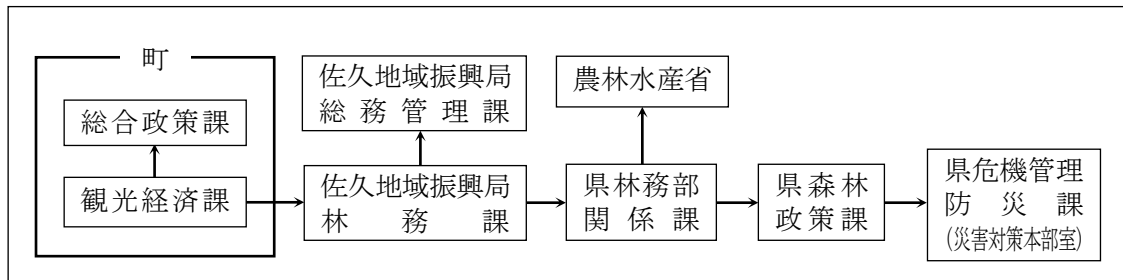 町
総合政策課
観光経済課
佐久地域振興局
総務管理課
佐久地域振興局
林務課
農林水産省
県林務部
関係課
県森林
政策課
県危機管理
防災課
(災害対策本部室)